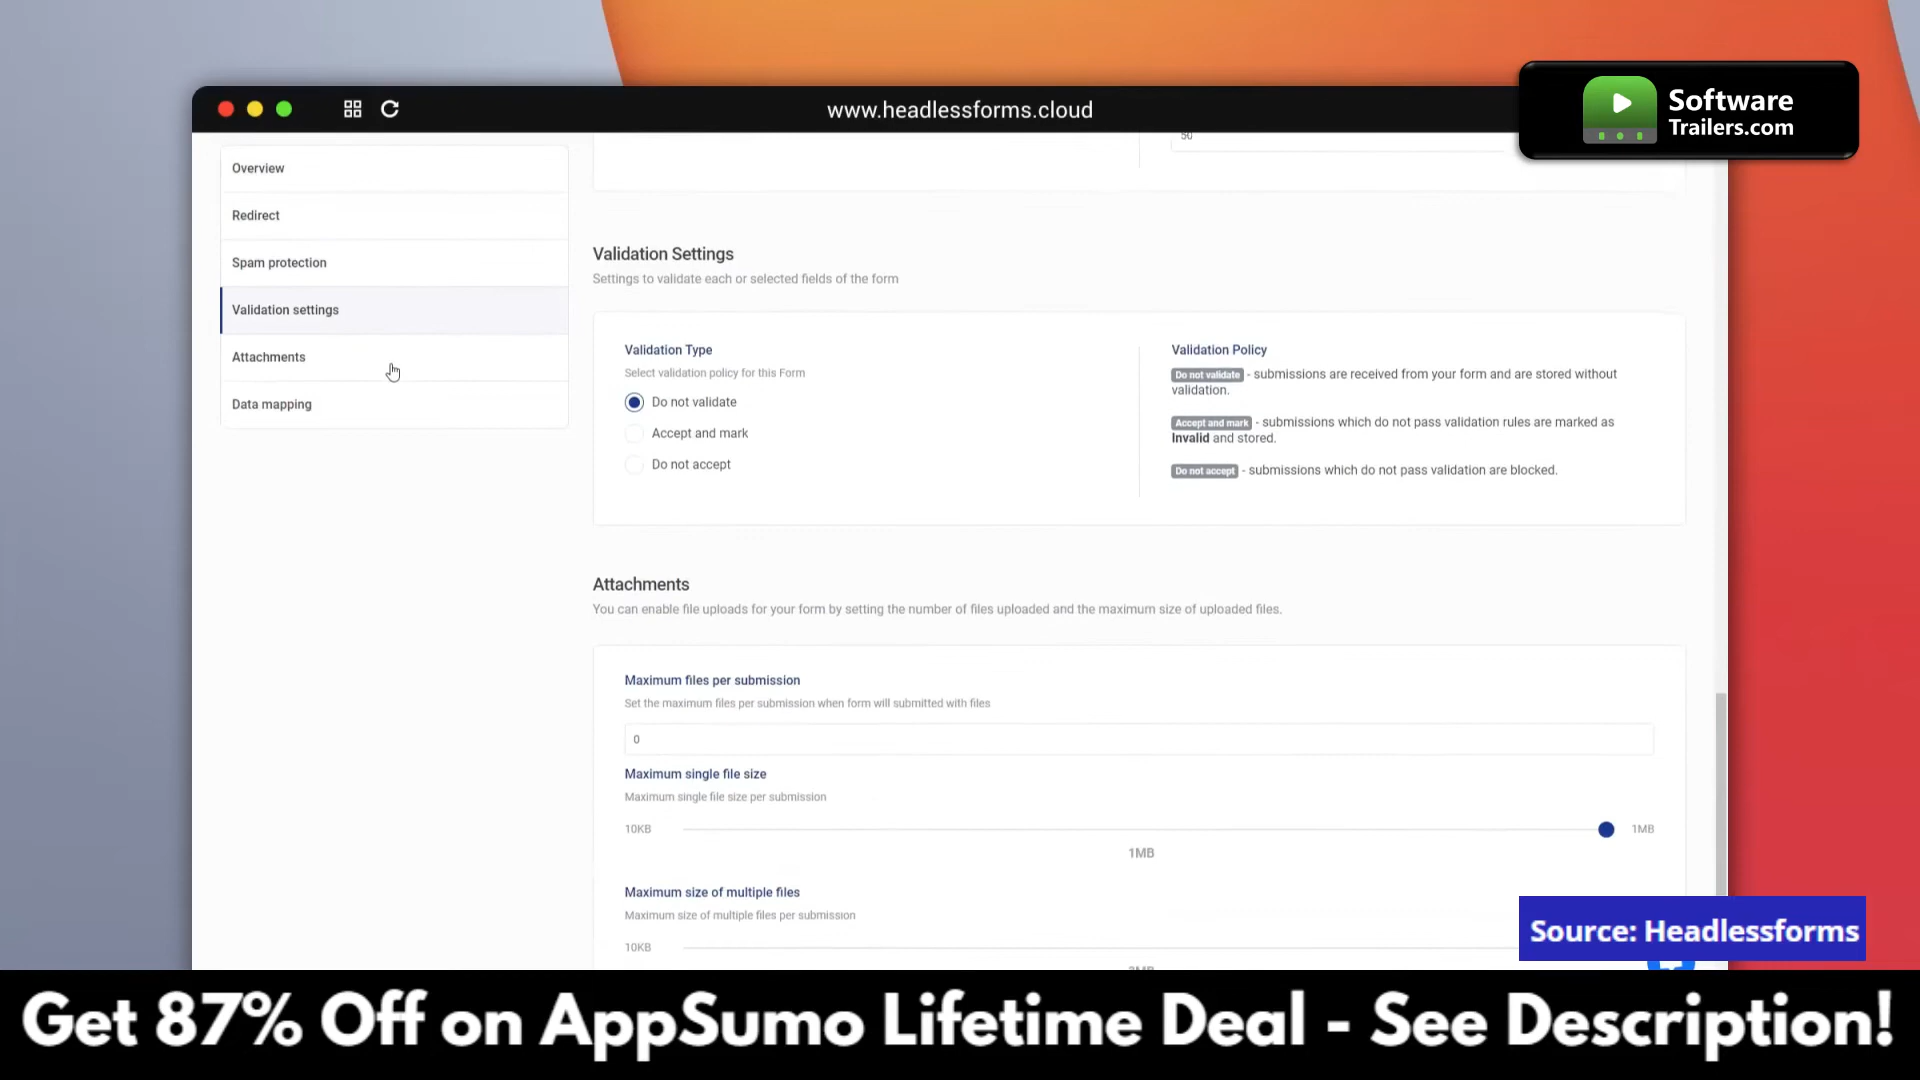 www.headlessforms.cloud
Software
Trailers.com
50
Overview
Redirect
Spam protection
Validation settings
Attachments
Data mapping
Validation Settings
Settings to validate each or selected fields of the form
Validation Type
Select validation policy for this Form
Do not validate
Accept and mark
Do not accept
Validation Policy
Do not validate - submissions are received from your form and are stored without
validation.
Accept and mark - submissions which do not pass validation rules are marked as
Invalid and stored.
Do not accept - submissions which do not pass validation are blocked.
Attachments
You can enable file uploads for your form by setting the number of files uploaded and the maximum size of uploaded files.
Maximum files per submission
Set the maximum files per submission when form will submitted with files
0
Maximum single file size
Maximum single file size per submission
10KB
1MB
1MB
Maximum size of multiple files
Maximum size of multiple files per submission
10KB
Source: Headlessforms
Get 87% Off on AppSumo Lifetime Deal - See Description!